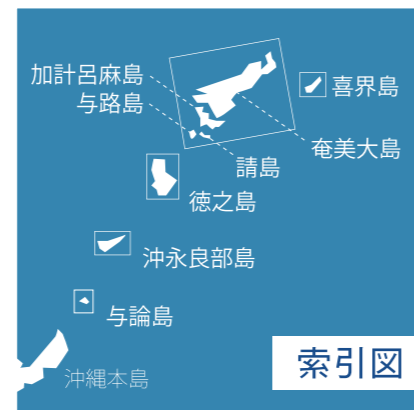 加計呂麻島
与路島
喜界島
奄美大島
請島
徳之島
沖永良部島
与論島
沖縄本島
索引図